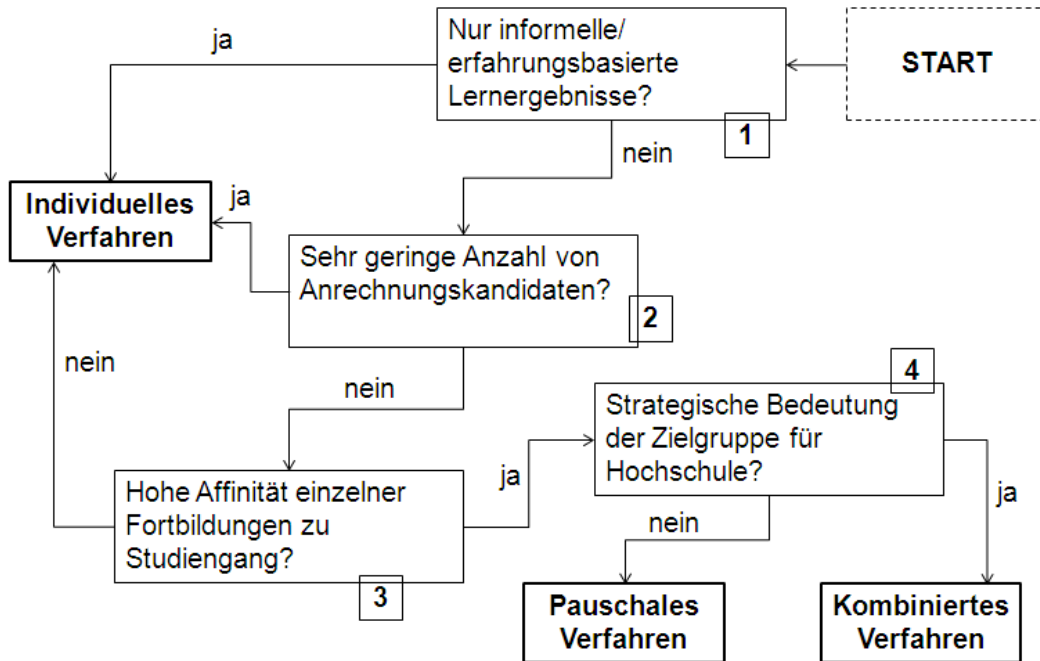 START
Nur informelle/
erfahrungsbasierte
Lernergebnisse?
1
ja
nein
Individuelles
Verfahren
ja
Sehr geringe Anzahl von
Anrechnungskandidaten?
2
nein
nein
Hohe Affinität einzelner
Fortbildungen zu
Studiengang?
3
ja
4
Strategische Bedeutung
der Zielgruppe für
Hochschule?
nein
ja
Pauschales
Verfahren
Kombiniertes
Verfahren